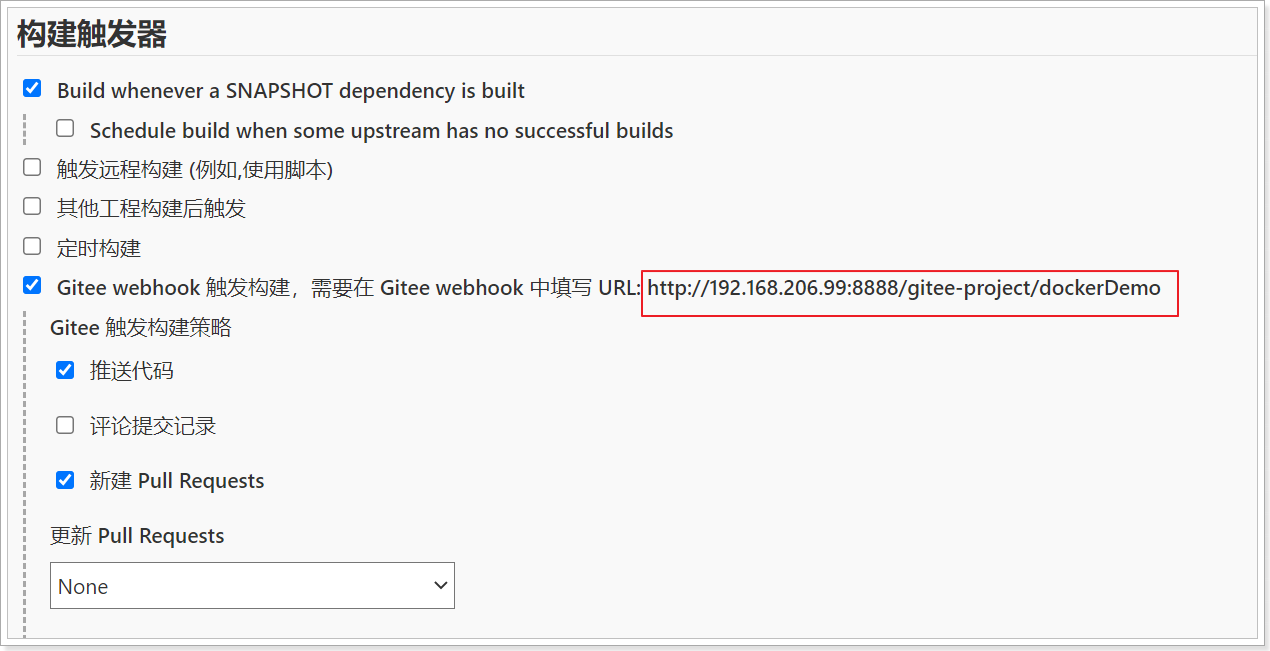 构建触发器
Build whenever a SNAPSHOT dependency is built
Schedule build when some upstream has no successful builds
触发远程构建 (例如,使用脚本)
其他工程构建后触发
定时构建
Gitee webhook 触发构建，需要在 Gitee webhook 中填写 URL: http://192.168.206.99:8888/gitee-project/dockerDemo
Gitee 触发构建策略
推送代码
评论提交记录
新建 Pull Requests
更新 Pull Requests
None